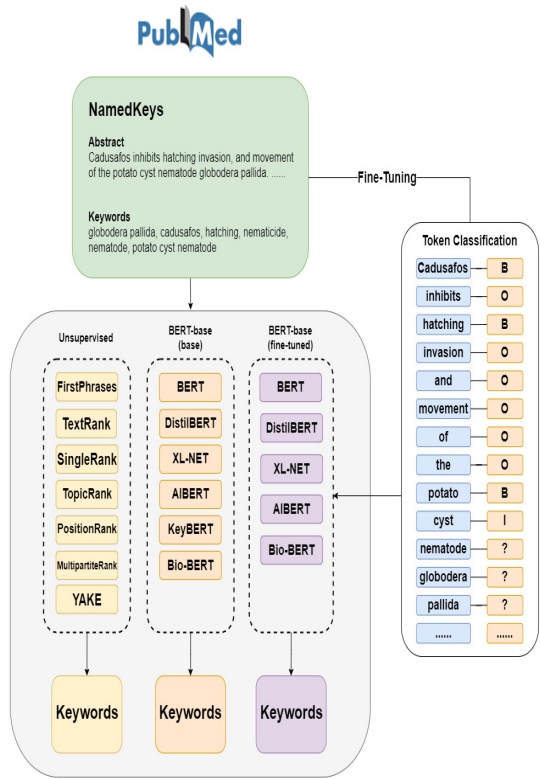 PubMed
NamedKeys
Abstract
Cadusafos inhibits hatching invasion, and movement
of the potato cyst nematode globodera pallida. ......
Keywords
globodera pallida, cadusafos, hatching, nematicide,
nematode, potato cyst nematode
Fine-Tuning
Token Classification
Cadusafos B
inhibits O
hatching B
invasion O
and O
movement O
of O
the O
potato B
cyst I
nematode ?
globodera ?
pallida ?
...... ......
Unsupervised
FirstPhrases
TextRank
SingleRank
TopicRank
PositionRank
MultipartiteRank
YAKE
Keywords
BERT-base
(base)
BERT
DistilBERT
XL-NET
AlBERT
KeyBERT
Bio-BERT
Keywords
BERT-base
(fine-tuned)
BERT
DistilBERT
XL-NET
AlBERT
Bio-BERT
Keywords